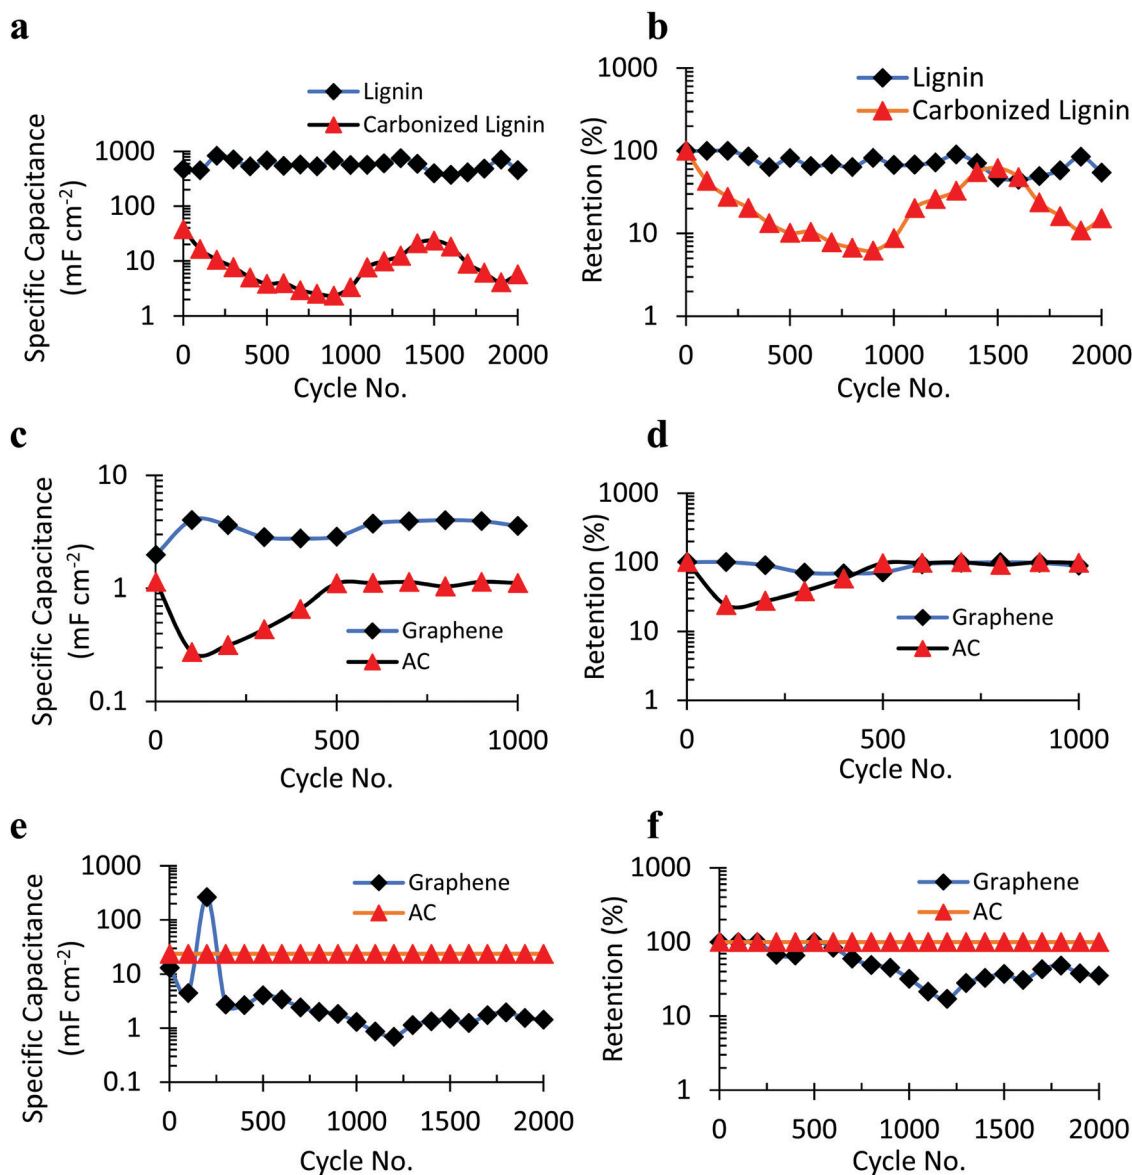 a
Specific Capacitance
(mF cm-2)
Lignin
Carbonized Lignin
1000
100
10
1
0 500 1000 1500 2000
Cycle No.
b
Retention (%)
Lignin
Carbonized Lignin
1000
100
10
1
0 500 1000 1500 2000
Cycle No.
c
Specific Capacitance
(mF cm-2)
10
1
0.1
Graphene
AC
0 500 1000
Cycle No.
d
Retention (%)
1000
100
10
1
Graphene
AC
0 500 1000
Cycle No.
e
Specific Capacitance
(mF cm-2)
1000
100
10
1
0.1
Graphene
AC
0 500 1000 1500 2000
Cycle No.
f
Retention (%)
1000
100
10
1
Graphene
AC
0 500 1000 1500 2000
Cycle No.